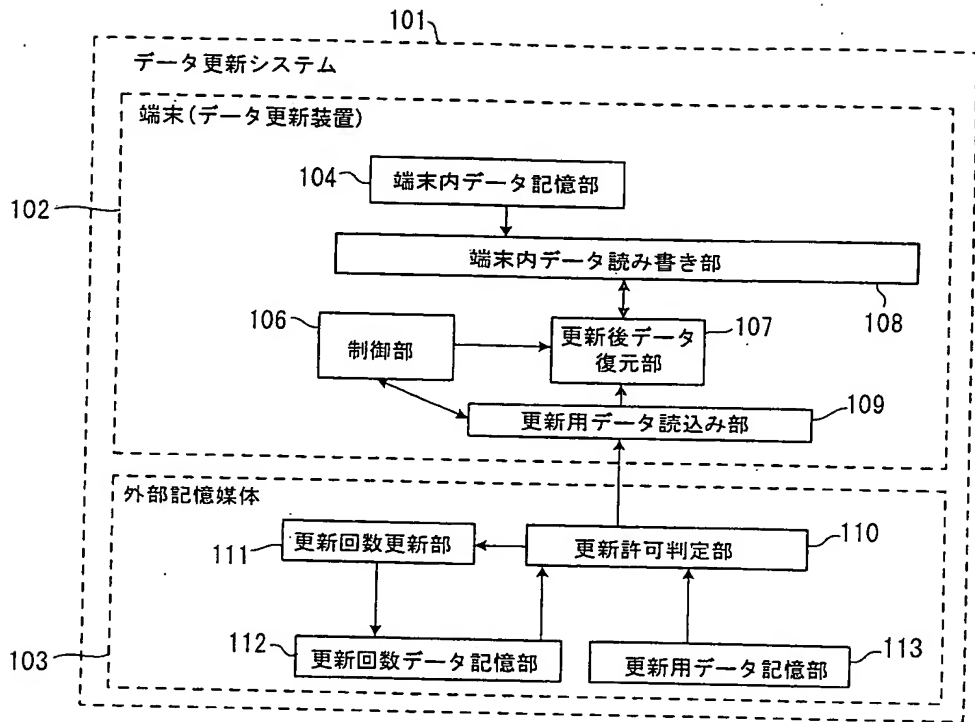 101
データ更新システム
端末(データ更新装置)
104
端末内データ記憶部
102
端末内データ読み書き部
108
106
制御部
更新後データ
復元部
107
109
更新用データ読込み部
外部記憶媒体
111
更新回数更新部
更新許可判定部
110
112
更新回数データ記憶部
更新用データ記憶部
113
103